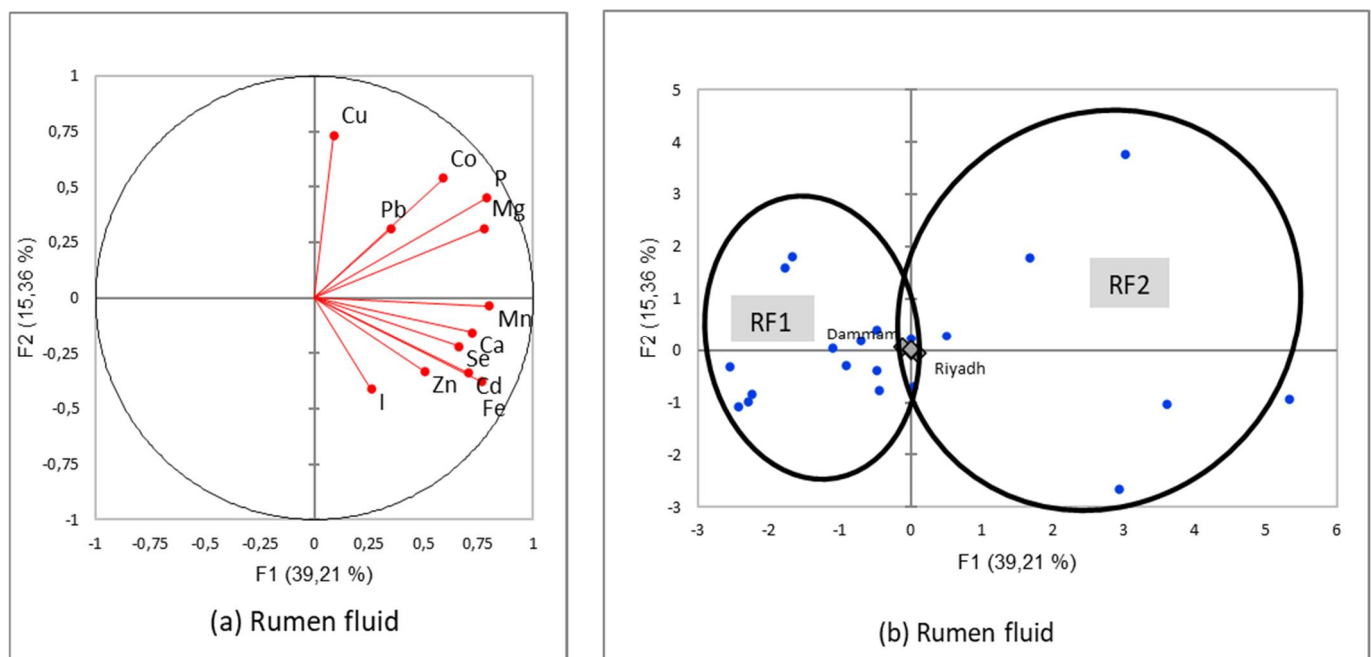 1
0,75
0,5
0,25
0
-0,25
-0,5
-0,75
-1
F2 (15,36 %)
Cu
Co
P
Pb
Mg
Mn
Ca
Se
Zn
Cd
I
Fe
-1
-0,75
-0,5
-0,25
0
0,25
0,5
0,75
1
F1 (39,21 %)
(a) Rumen fluid
5
4
3
2
1
0
-1
-2
-3
F2 (15,36 %)
RF2
RF1
Dammam
Riyadh
-3
-2
-1
0
1
2
3
4
5
6
F1 (39,21 %)
(b) Rumen fluid